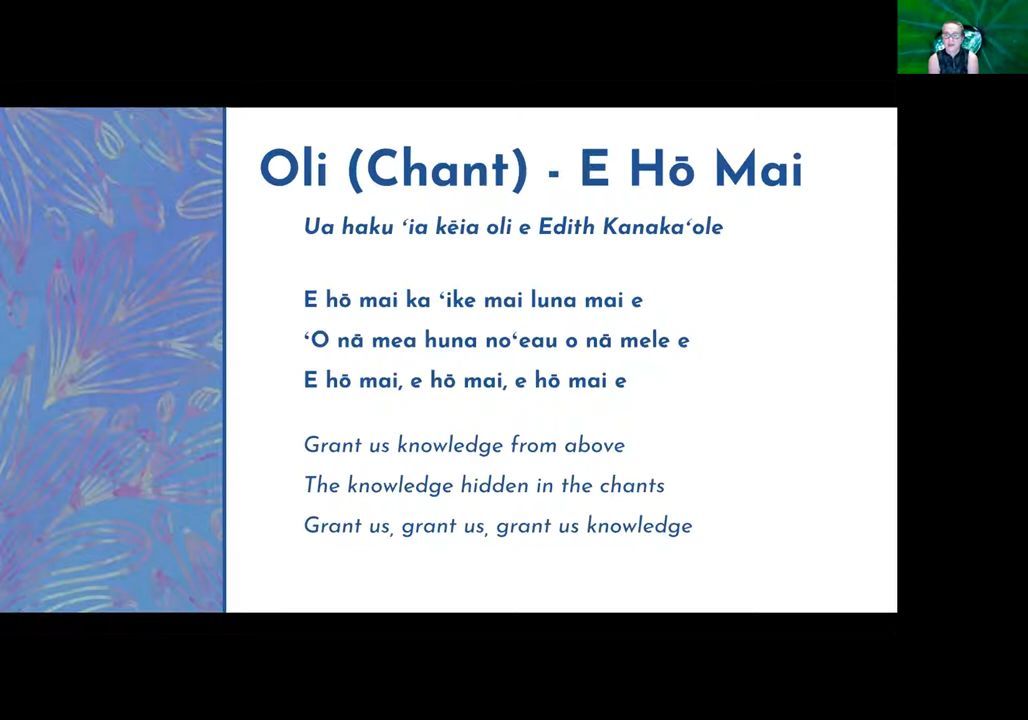 Oli (Chant) - E Hō Mai
Ua haku ʻia kēia oli e Edith Kanakaʻole
E hō mai ka ʻike mai luna mai e
ʻO nā mea huna noʻeau o nā mele e
E hō mai, e hō mai, e hō mai e
Grant us knowledge from above
The knowledge hidden in the chants
Grant us, grant us, grant us knowledge